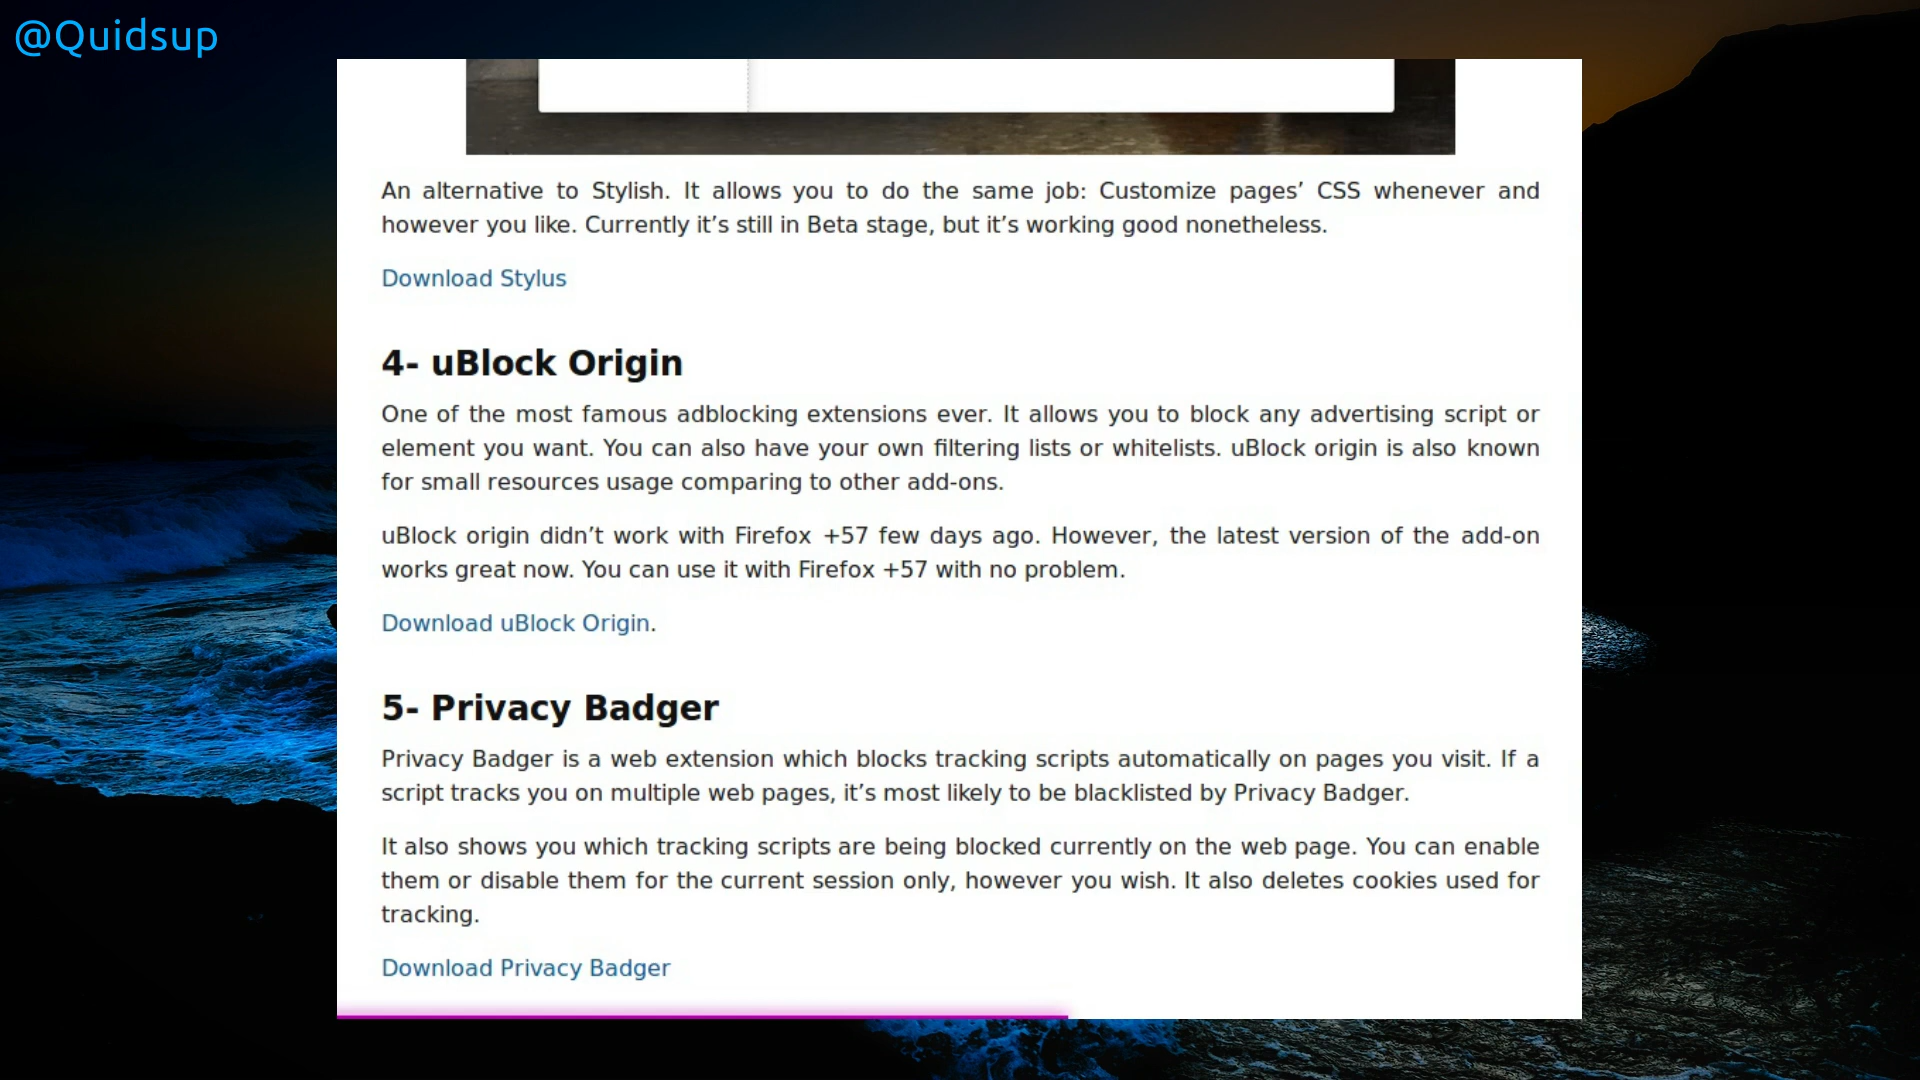 @Quidsup
An alternative to Stylish. It allows you to do the same job: Customize pages’ CSS whenever and
however you like. Currently it’s still in Beta stage, but it’s working good nonetheless.
Download Stylus
4- uBlock Origin
One of the most famous adblocking extensions ever. It allows you to block any advertising script or
element you want. You can also have your own filtering lists or whitelists. uBlock origin is also known
for small resources usage comparing to other add-ons.
uBlock origin didn’t work with Firefox +57 few days ago. However, the latest version of the add-on
works great now. You can use it with Firefox +57 with no problem.
Download uBlock Origin.
5- Privacy Badger
Privacy Badger is a web extension which blocks tracking scripts automatically on pages you visit. If a
script tracks you on multiple web pages, it’s most likely to be blacklisted by Privacy Badger.
It also shows you which tracking scripts are being blocked currently on the web page. You can enable
them or disable them for the current session only, however you wish. It also deletes cookies used for
tracking.
Download Privacy Badger